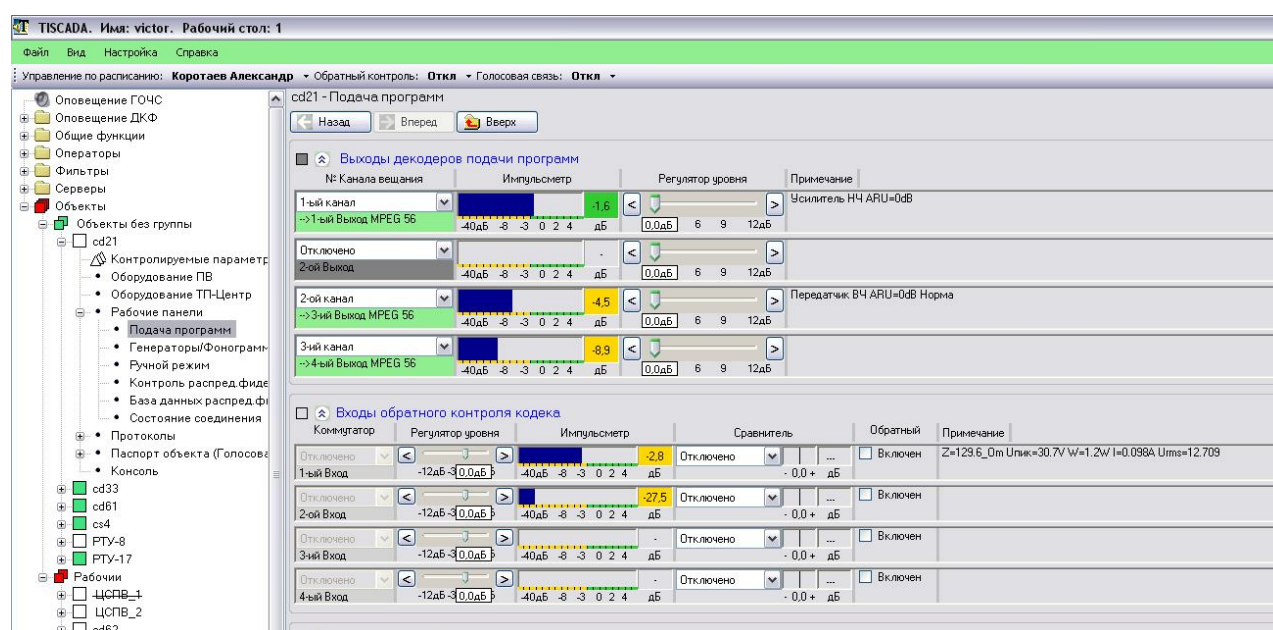 TISCADA. Имя: victor. Рабочий стол: 1
Файл Вид Настройка Справка
Управление по расписанию: Коротаев Александр Обратный контроль: Откл Голосовая связь: Откл
Оповещение ГОЧС
Оповещение ДКФ
Общие функции
Операторы
Фильтры
Серверы
Объекты
Объекты без группы
cd21
Контролируемые параметр
Оборудование ПВ
Оборудование ТП-Центр
Рабочие панели
Подача программ
Генераторы/Фонограмм
Ручной режим
Контроль распред.фиде
База данных распред.фи
Состояние соединения
Протоколы
Паспорт объекта (Голосова
Консоль
cd33
cd61
cs4
РТУ-8
РТУ-17
Рабочии
ЦСПВ_1
ЦСПВ_2
cd62
cd21 - Подача программ
Назад Вперед Вверх
Выходы декодеров подачи программ
№ Канала вещания Импульсметр Регулятор уровня Примечание
1-ый канал -1,6 < > Усилитель НЧ ARU=0dB
-->1-ый Выход MPEG 56 -40дБ -8 -3 0 2 4 дБ 0,0дБ 6 9 12дБ
Отключено - < >
2-ой Выход -40дБ -8 -3 0 2 4 дБ 0,0дБ 6 9 12дБ
2-ой канал -4,5 < > Передатчик ВЧ ARU=0dB Норма
-->3-ий Выход MPEG 56 -40дБ -8 -3 0 2 4 дБ 0,0дБ 6 9 12дБ
3-ий канал -8,9 < >
-->4-ый Выход MPEG 56 -40дБ -8 -3 0 2 4 дБ 0,0дБ 6 9 12дБ
Входы обратного контроля кодека
Коммутатор Регулятор уровня Импульсметр Сравнитель Обратный Примечание
Отключено < > -2,8 Отключено ... Включен Z=129.6_Om Uпик=30.7V W=1.2W I=0.098A Urms=12.709
1-ый Вход -12дБ -3 0,0дБ -40дБ -8 -3 0 2 4 дБ - 0,0 + дБ
Отключено < > -27,5 Отключено ... Включен
2-ой Вход -12дБ -3 0,0дБ -40дБ -8 -3 0 2 4 дБ - 0,0 + дБ
Отключено < > - Отключено ... Включен
3-ий Вход -12дБ -3 0,0дБ -40дБ -8 -3 0 2 4 дБ - 0,0 + дБ
Отключено < > - Отключено ... Включен
4-ый Вход -12дБ -3 0,0дБ -40дБ -8 -3 0 2 4 дБ - 0,0 + дБ